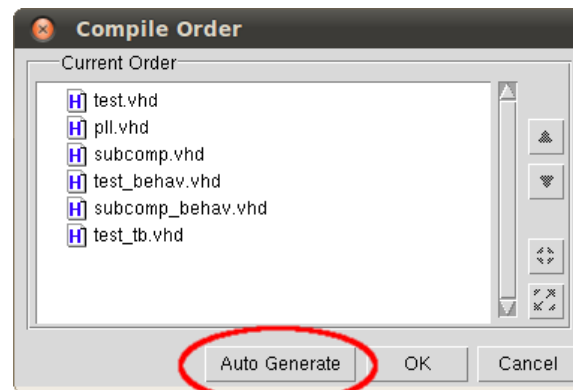 Compile Order
Current Order
test.vhd
pll.vhd
subcomp.vhd
test_behav.vhd
subcomp_behav.vhd
test_tb.vhd
Auto Generate OK Cancel